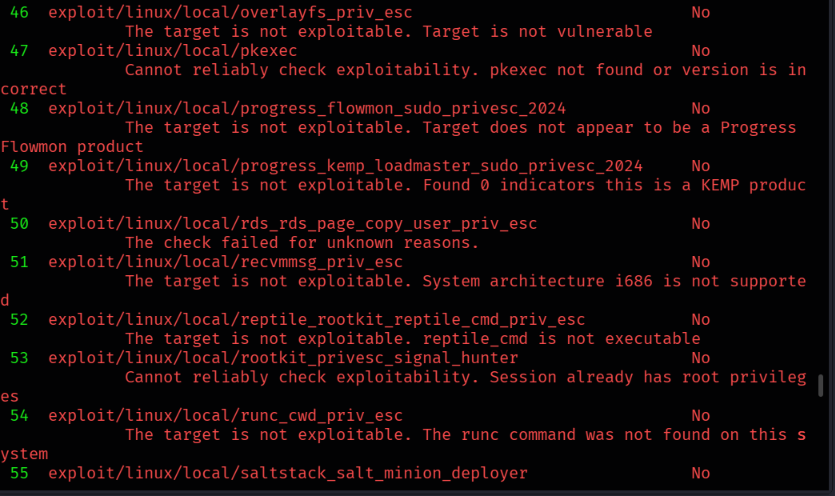 46 exploit/linux/local/overlayfs_priv_esc No
The target is not exploitable. Target is not vulnerable
47 exploit/linux/local/pkexec No
Cannot reliably check exploitability. pkexec not found or version is in
correct
48 exploit/linux/local/progress_flowmon_sudo_privesc_2024 No
The target is not exploitable. Target does not appear to be a Progress
Flowmon product
49 exploit/linux/local/progress_kemp_loadmaster_sudo_privesc_2024 No
The target is not exploitable. Found 0 indicators this is a KEMP produc
t
50 exploit/linux/local/rds_rds_page_copy_user_priv_esc No
The check failed for unknown reasons.
51 exploit/linux/local/recvmmsg_priv_esc No
The target is not exploitable. System architecture i686 is not supporte
d
52 exploit/linux/local/reptile_rootkit_reptile_cmd_priv_esc No
The target is not exploitable. reptile_cmd is not executable
53 exploit/linux/local/rootkit_privesc_signal_hunter No
Cannot reliably check exploitability. Session already has root privileg
es
54 exploit/linux/local/runc_cwd_priv_esc No
The target is not exploitable. The runc command was not found on this s
ystem
55 exploit/linux/local/saltstack_salt_minion_deployer No